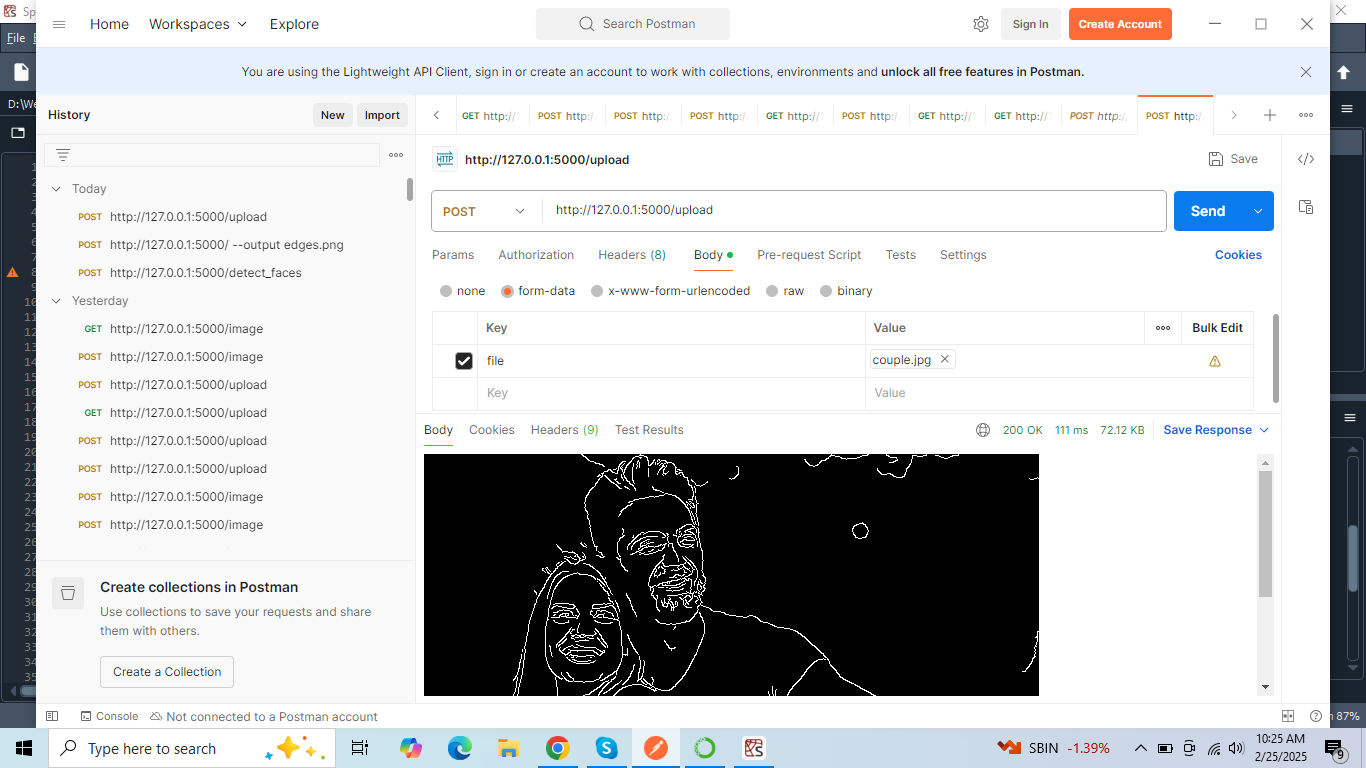 Sp
File
Home
Workspaces
Explore
Search Postman
Sign In
Create Account
You are using the Lightweight API Client, sign in or create an account to work with collections, environments and unlock all free features in Postman.
D:\We
History
New
Import
GET http://
POST http:/
POST http:/
POST http:/
GET http://
POST http:/
GET http://
GET http://
POST http:/
POST http:/
HTTP
http://127.0.0.1:5000/upload
Save
Today
POST http://127.0.0.1:5000/upload
POST http://127.0.0.1:5000/ --output edges.png
POST http://127.0.0.1:5000/detect_faces
Yesterday
GET http://127.0.0.1:5000/image
POST http://127.0.0.1:5000/image
POST http://127.0.0.1:5000/upload
GET http://127.0.0.1:5000/upload
POST http://127.0.0.1:5000/upload
POST http://127.0.0.1:5000/upload
POST http://127.0.0.1:5000/image
POST http://127.0.0.1:5000/image
POST
http://127.0.0.1:5000/upload
Send
Params
Authorization
Headers (8)
Body
Pre-request Script
Tests
Settings
Cookies
none
form-data
x-www-form-urlencoded
raw
binary
Key
Value
Bulk Edit
file
couple.jpg
Key
Value
Body
Cookies
Headers (9)
Test Results
200 OK
111 ms
72.12 KB
Save Response
Create collections in Postman
Use collections to save your requests and share
them with others.
Create a Collection
Console
Not connected to a Postman account
87%
Type here to search
SBIN -1.39%
10:25 AM
2/25/2025
9